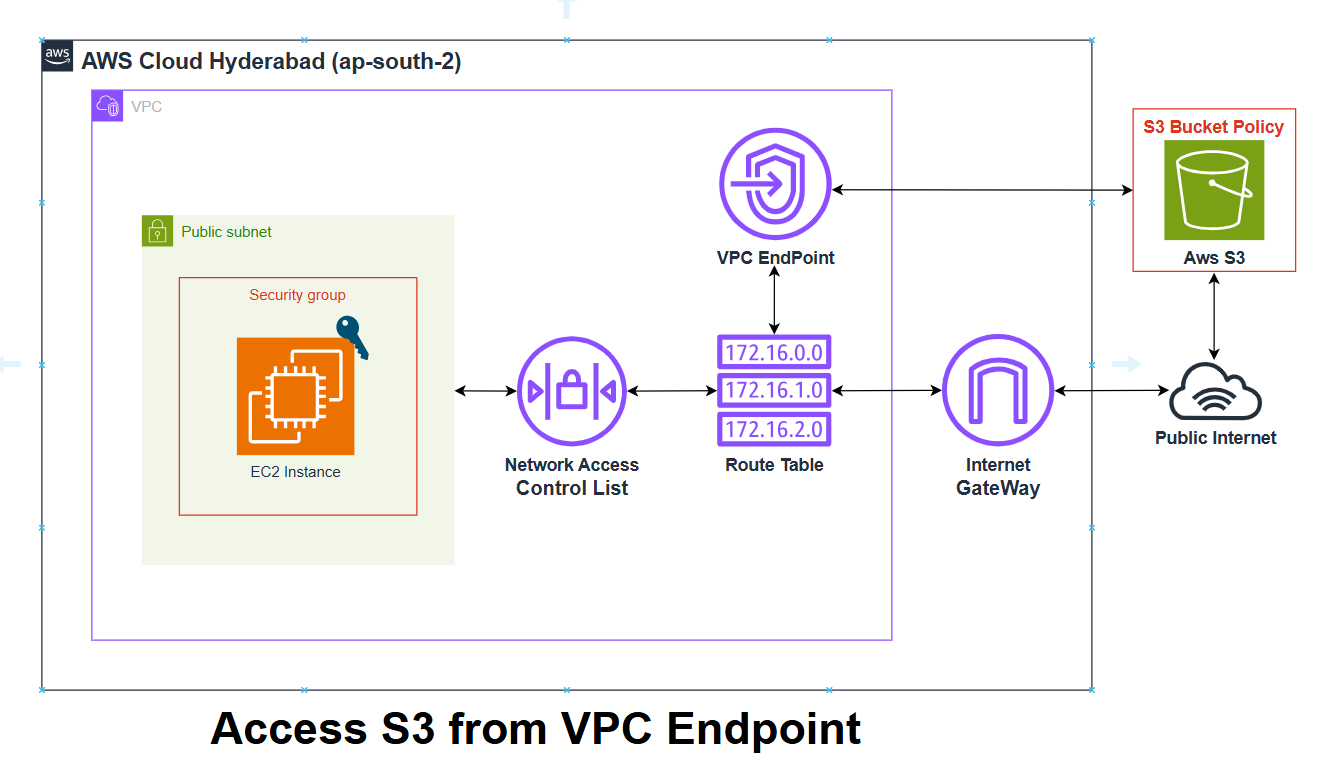 aws
AWS Cloud Hyderabad (ap-south-2)
VPC
S3 Bucket Policy
Aws S3
Public subnet
Security group
EC2 Instance
VPC EndPoint
172.16.0.0
172.16.1.0
172.16.2.0
Network Access
Control List
Route Table
Internet
GateWay
Public Internet
Access S3 from VPC Endpoint